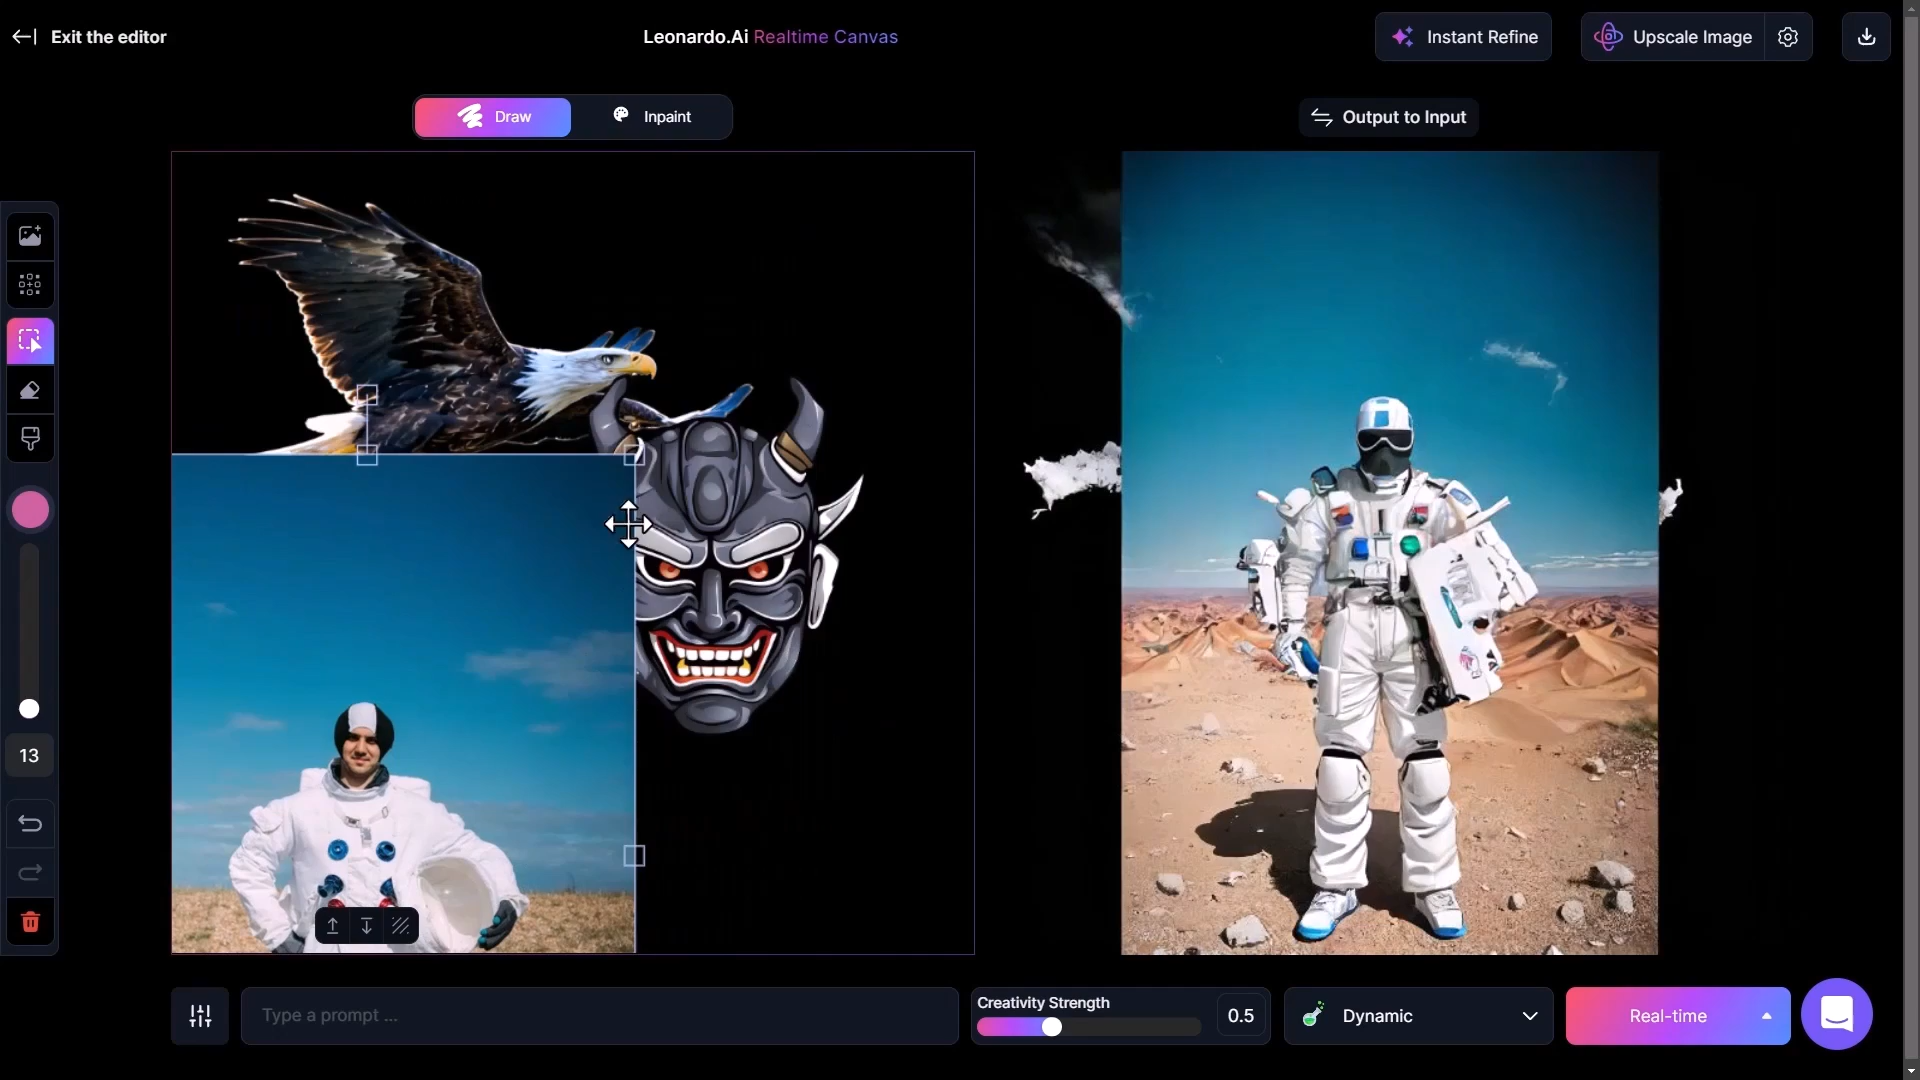 Exit the editor
Leonardo.Ai Realtime Canvas
Instant Refine
Upscale Image
Draw
Inpaint
Output to Input
13
Type a prompt ...
Creativity Strength
0.5
Dynamic
Real-time